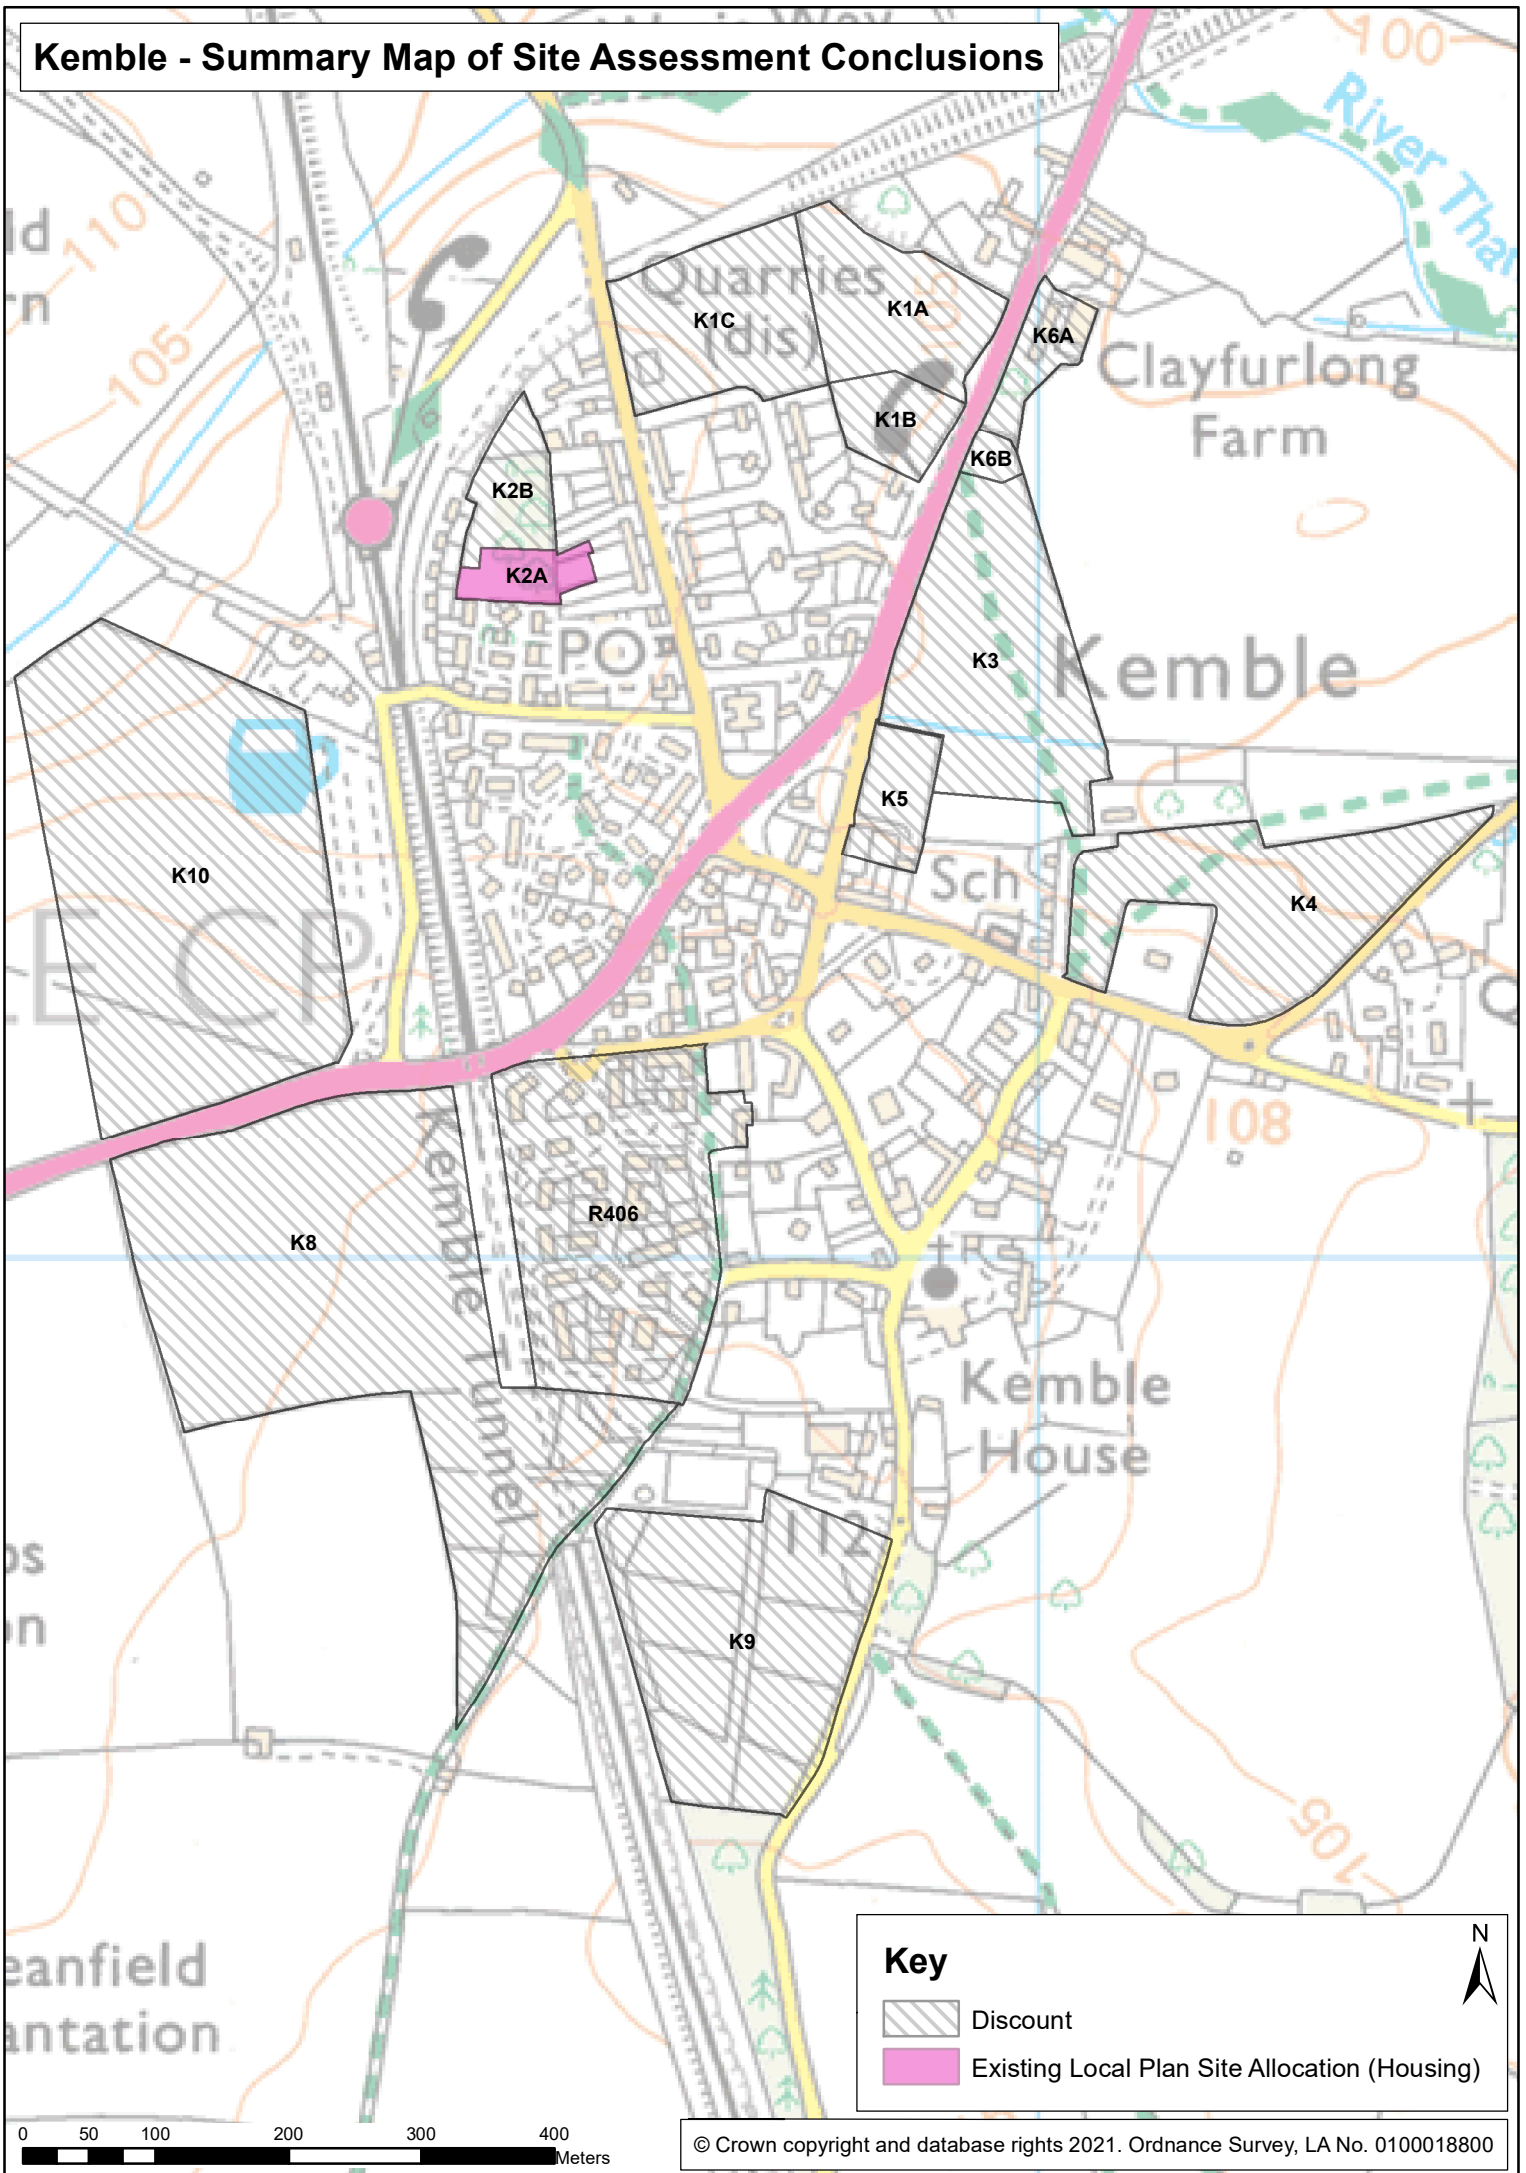 Kemble - Summary Map of Site Assessment Conclusions
100
River
110
105
Quarries
(dis)
K1C
K1A
105
K6A
Clayfurlong
Farm
K1B
K6B
K2B
K2A
PO
K3
Kemble
K5
K10
Sch
K4
E CP
108
K8
R406
Kemble Tunnel
Kemble
House
112
K9
105
eanfield
antation
Key
N
Discount
Existing Local Plan Site Allocation (Housing)
0 50 100 200 300 400
Meters
© Crown copyright and database rights 2021. Ordnance Survey, LA No. 0100018800